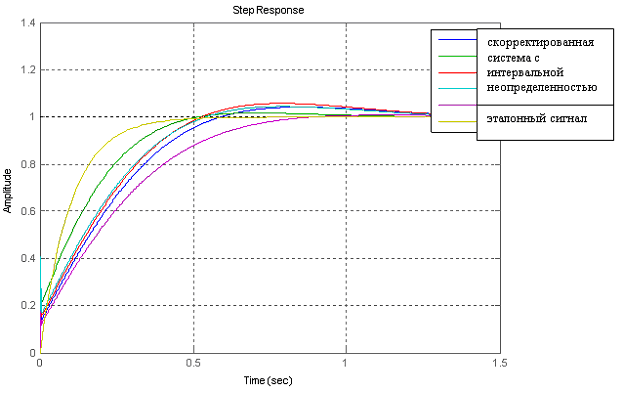 Step Response
1.4
1.2
1
0.8
0.6
0.4
0.2
0
Amplitude
0
0.5
1
1.5
Time (sec)
скорректированная
система с
интервальной
неопределенностью
эталонный сигнал